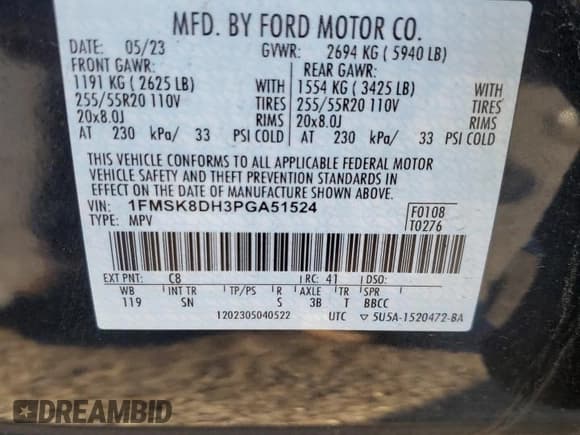 MFD. BY FORD MOTOR CO.
DATE: 05/23 GVWR: 2694 KG ( 5940 LB)
FRONT GAWR: REAR GAWR:
1191 KG ( 2625 LB) WITH 1554 KG ( 3425 LB) WITH
255/55R20 110V TIRES 255/55R20 110V TIRES
20x8.0J RIMS 20x8.0J RIMS
AT 230 kPa/ 33 PSI COLD AT 230 kPa/ 33 PSI COLD
THIS VEHICLE CONFORMS TO ALL APPLICABLE FEDERAL MOTOR
VEHICLE SAFETY AND THEFT PREVENTION STANDARDS IN
EFFECT ON THE DATE OF MANUFACTURE SHOWN ABOVE.
VIN: 1FMSK8DH3PGA51524 F0108
TYPE: MPV T0276
EXT PNT: C8 RC: 41 DSO:
WB INT TR TP/PS R AXLE TR SPR
119 SN S 3B T BBCC
1202305040522 UTC ▽ 5U5A-1520472-BA
DREAMBID